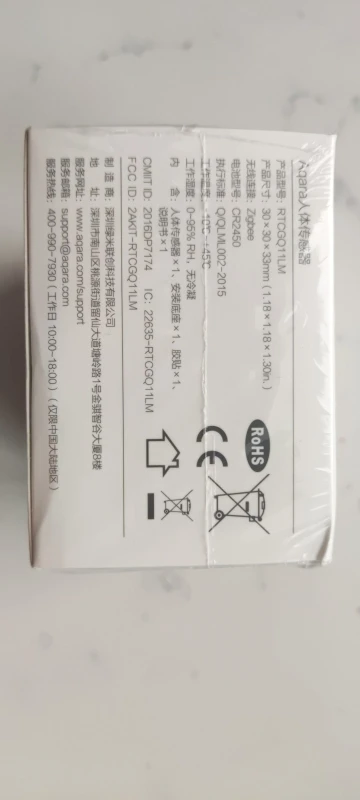 Aqara人体传感器
产品型号：RTCGQ11LM
产品尺寸：30×30×33mm（1.18×1.18×1.30in.）
无线连接：Zigbee
电池型号：CR2450
执行标准：Q/QLML002-2015
工作温度：-10℃~+45℃
工作湿度：0~95% RH，无冷凝
内 含：人体传感器×1、安装底座×1、胶贴×1、
说明书×1
CMIIT ID: 2016DP7174 IC: 22635-RTCGQ11LM
FCC ID: 2AKIT-RTCGQ11LM
制 造 商：深圳绿米联创科技有限公司
地 址：深圳市南山区桃源街道留仙大道塘岭路1号金骐智谷大厦8楼
服务网址：www.aqara.com/support
服务邮箱：support@aqara.com
服务热线：400-990-7930（工作日 10:00-18:00）（仅限中国大陆地区）
RoHS
CE